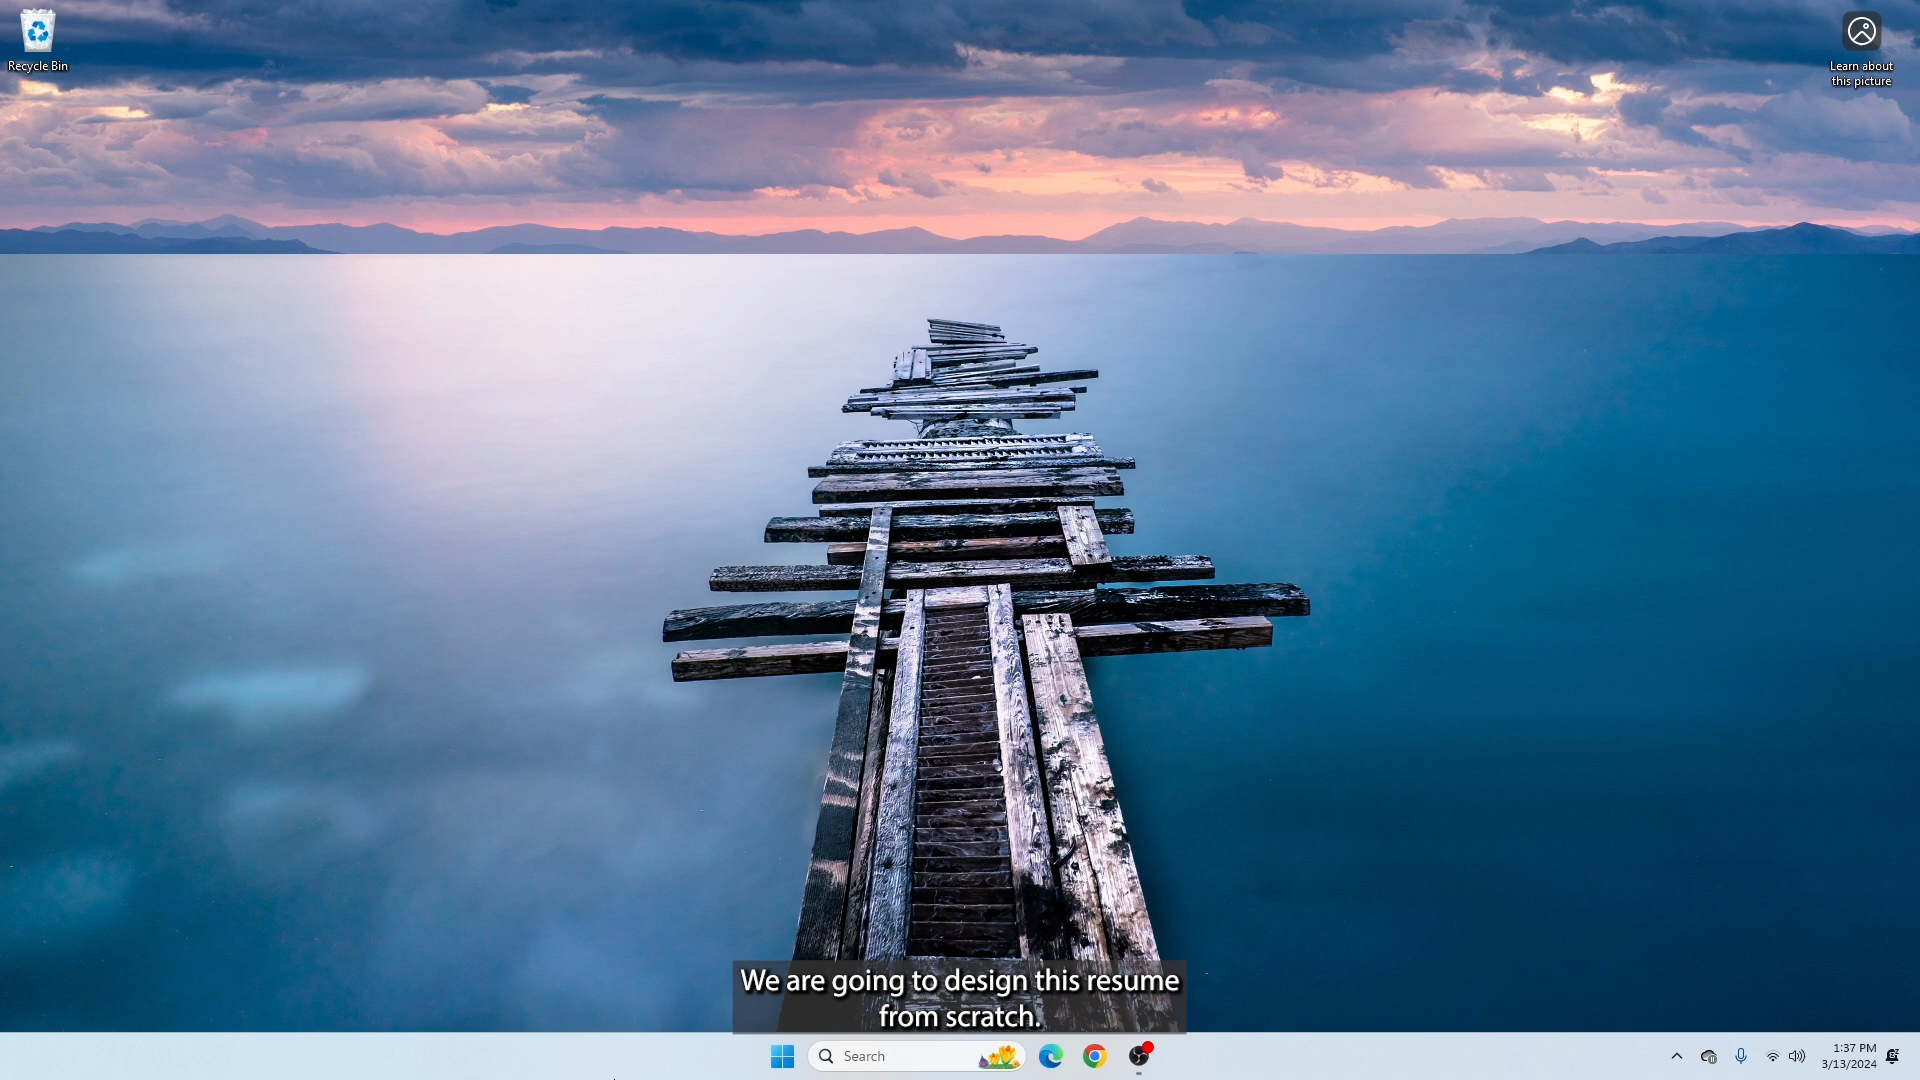 Recycle Bin
Learn about
this picture
We are going to design this resume
from scratch.
Search
1:37 PM
3/13/2024